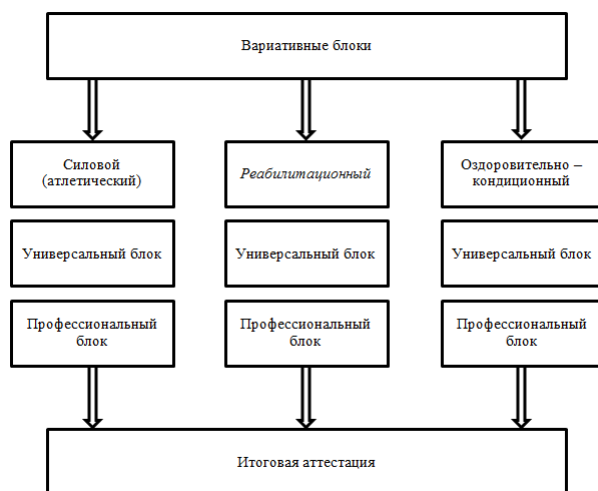 Вариативные блоки
Силовой
(атлетический)
Реабилитационный
Оздоровительно –
кондиционный
Универсальный блок
Универсальный блок
Универсальный блок
Профессиональный
блок
Профессиональный
блок
Профессиональный
блок
Итоговая аттестация